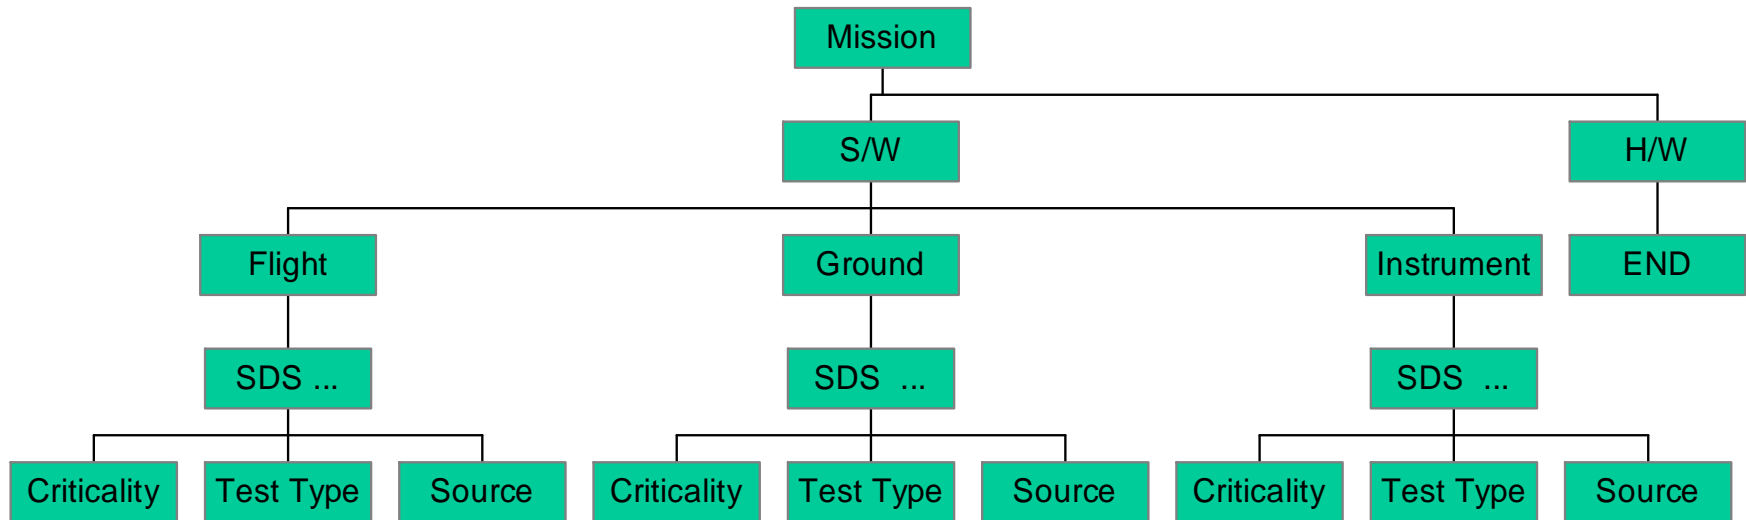 Mission
S/W
H/W
Flight
Ground
Instrument
END
SDS ...
SDS  ...
SDS  ...
Criticality
Test Type
Source
Criticality
Test Type
Source
Criticality
Test Type
Source